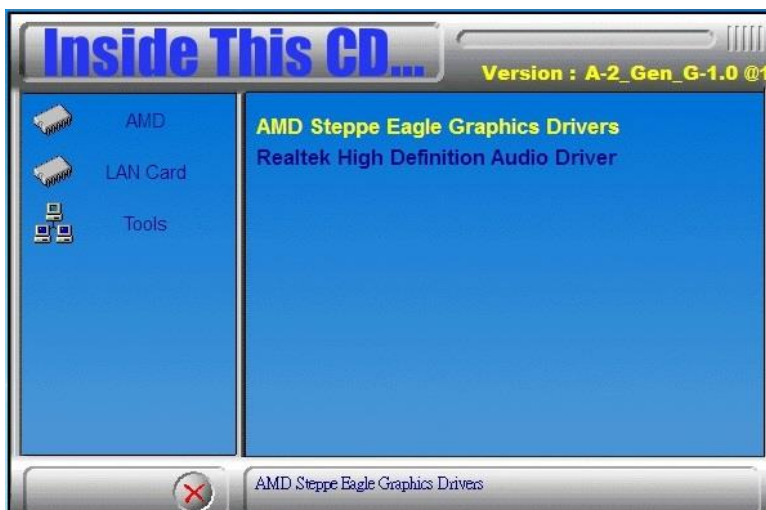 Inside This CD...
Version : A-2_Gen_G-1.0 @1
AMD
LAN Card
Tools
AMD Steppe Eagle Graphics Drivers
Realtek High Definition Audio Driver
AMD Steppe Eagle Graphics Drivers